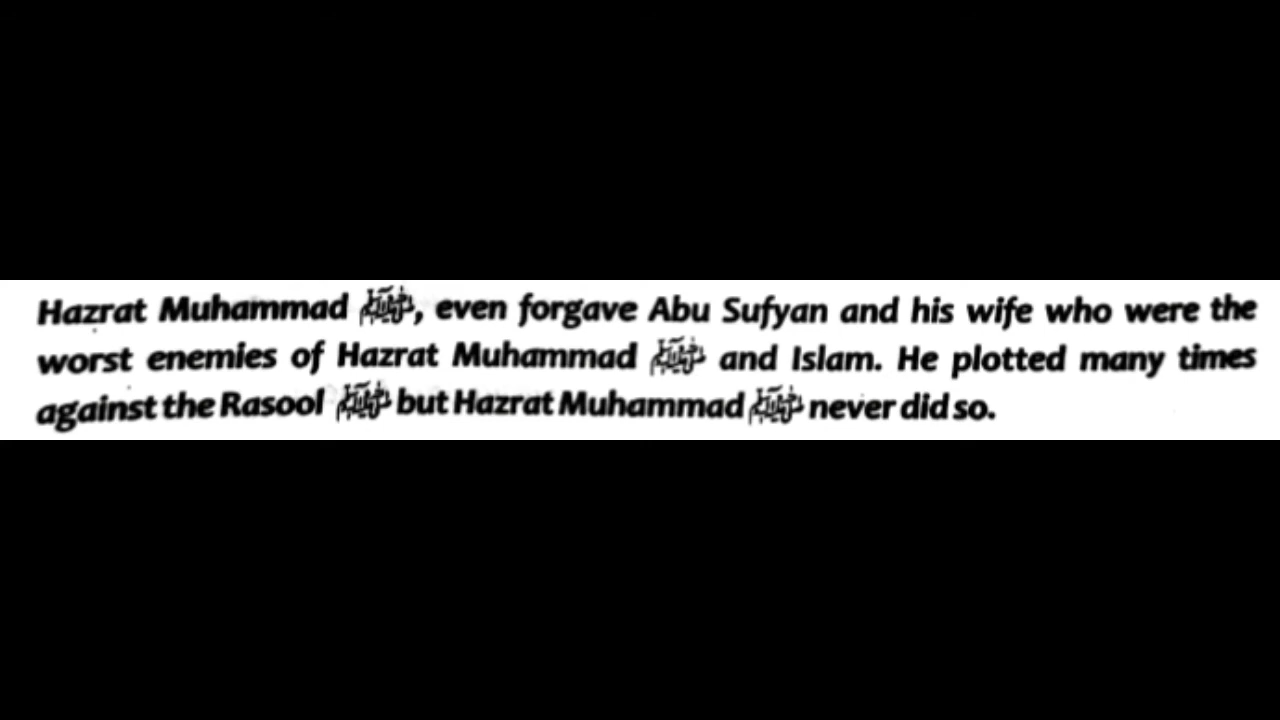 Hazrat Muhammad ﷺ, even forgave Abu Sufyan and his wife who were the
worst enemies of Hazrat Muhammad ﷺ and Islam. He plotted many times
against the Rasool ﷺ but Hazrat Muhammad ﷺ never did so.